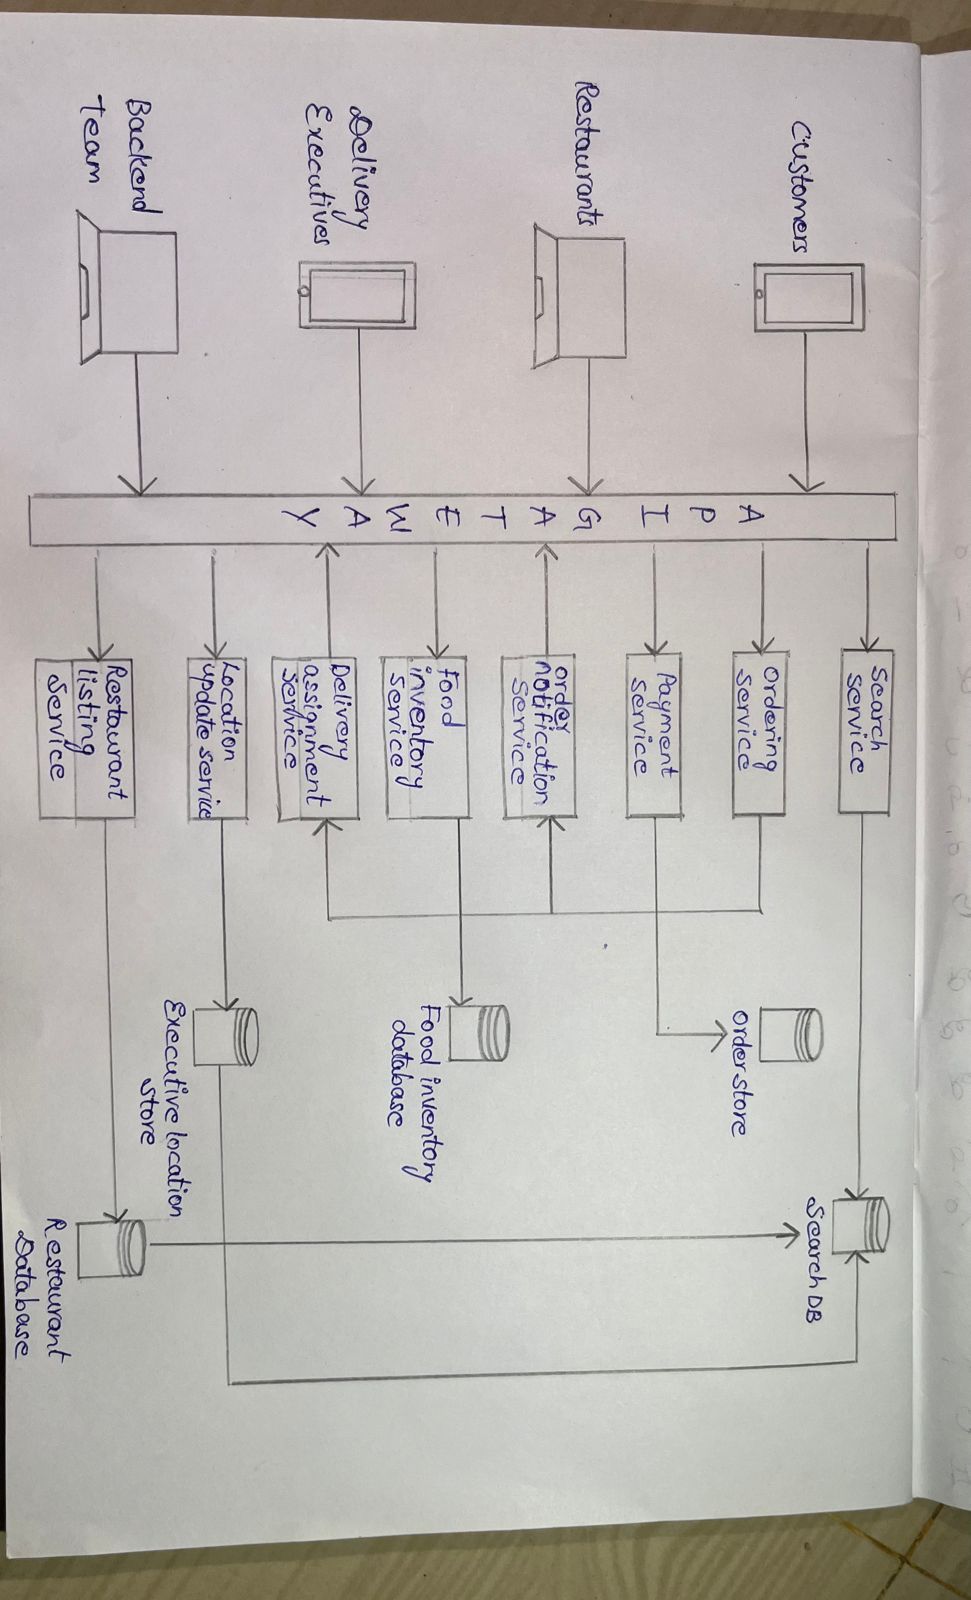 Customers
Restaurants
Delivery
Executives
Backend
team
A
P
I
G
A
T
E
W
A
Y
Search
service
Ordering
service
Payment
service
order
notification
service
Food
inventory
service
Delivery
assignment
service
Location
update service
Restaurant
listing
service
Search DB
order store
Food inventory
database
Executive location
store
Restaurant
Database